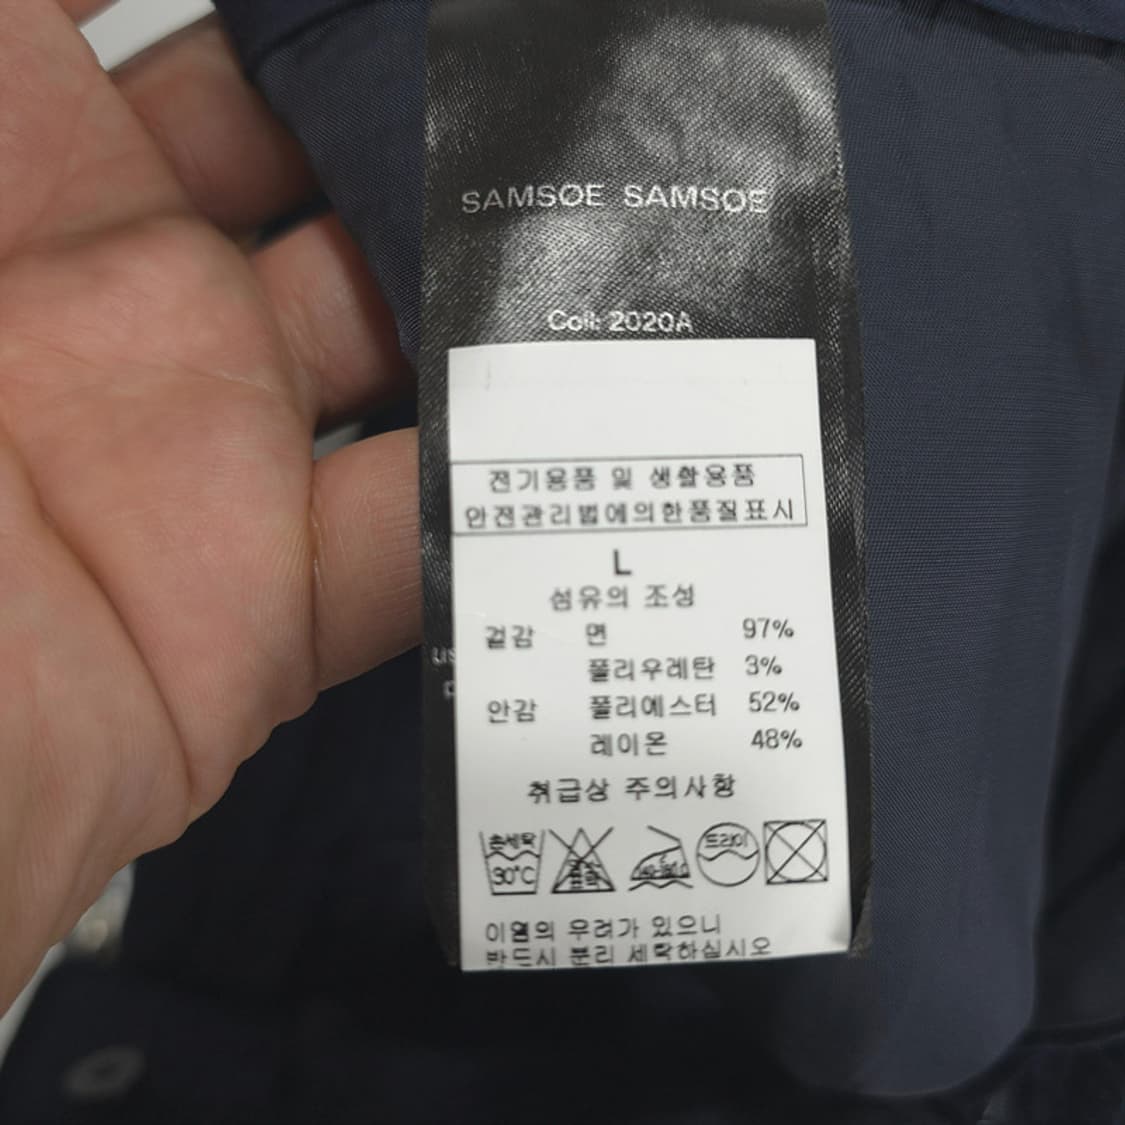 SAMSOE SAMSOE
Coll: 2020A
전기용품 및 생활용품
안전관리법에의한품질표시
L
섬유의 조성
겉감 면 97%
폴리우레탄 3%
안감 폴리에스터 52%
레이온 48%
취급상 주의사항
손세탁 드라이
30°C 140-160°C
이염의 우려가 있으니
반드시 분리 세탁하십시오